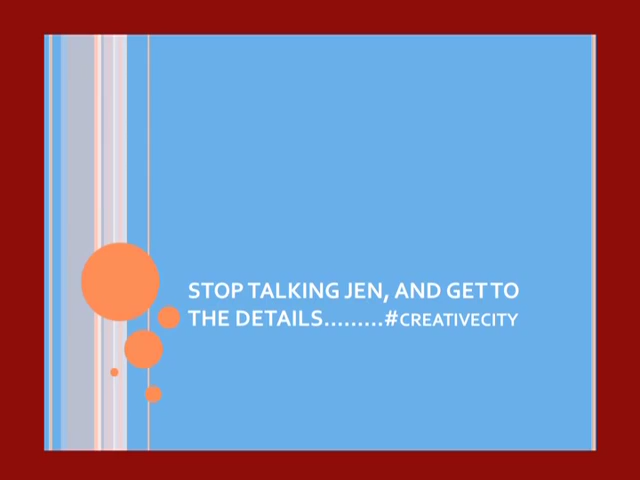 STOP TALKING JEN, AND GET TO
THE DETAILS.........#CREATIVECITY